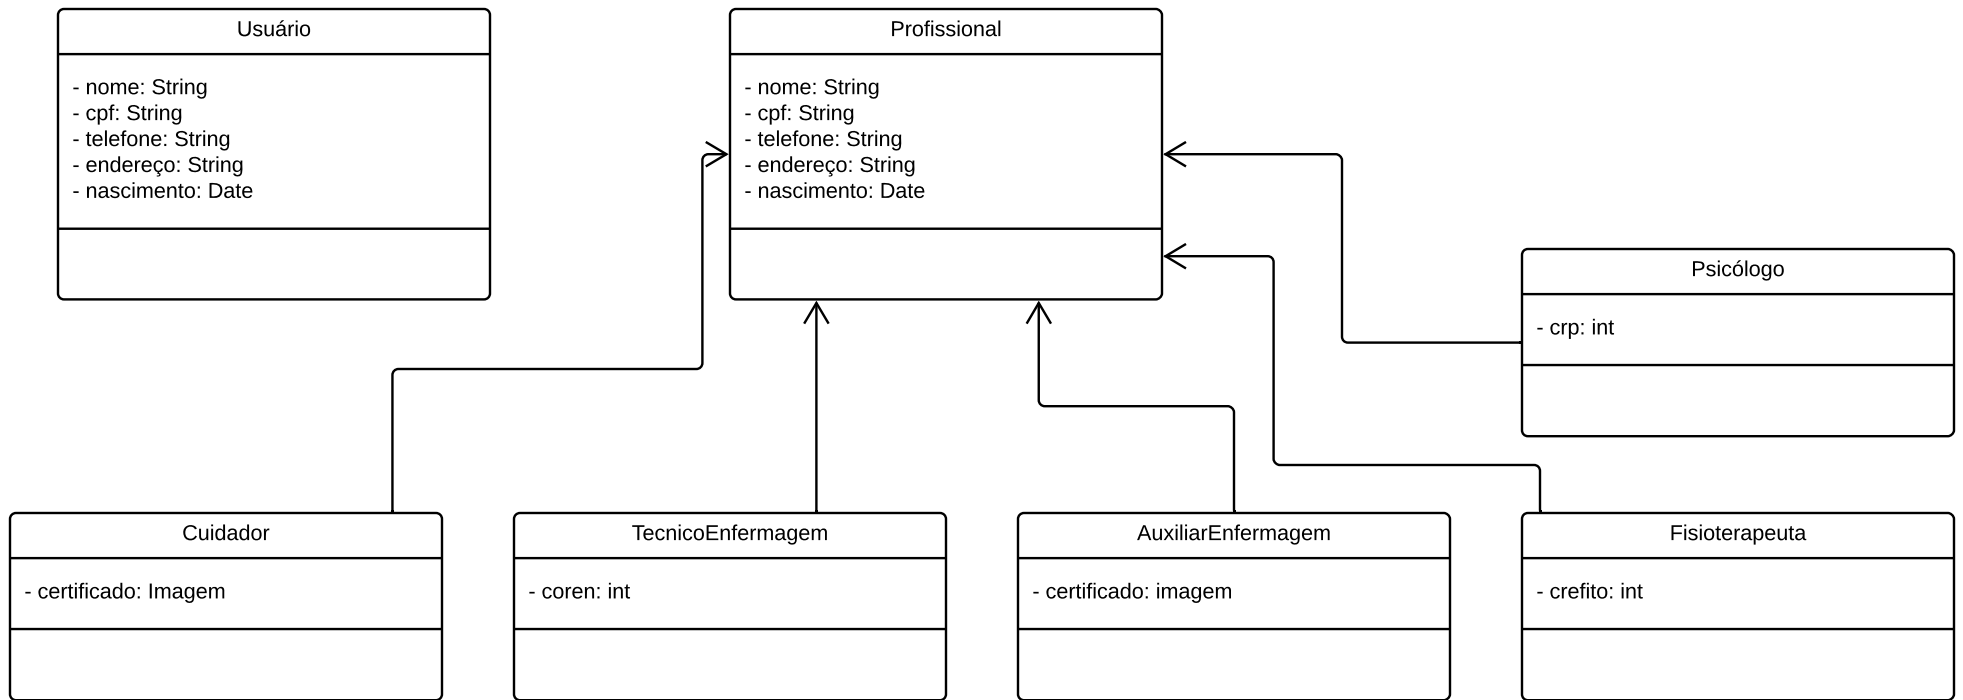 Usuário
- nome: String
- cpf: String
- telefone: String
- endereço: String
- nascimento: Date
Profissional
- nome: String
- cpf: String
- telefone: String
- endereço: String
- nascimento: Date
Psicólogo
- crp: int
Cuidador
- certificado: Imagem
TecnicoEnfermagem
- coren: int
AuxiliarEnfermagem
- certificado: imagem
Fisioterapeuta
- crefito: int